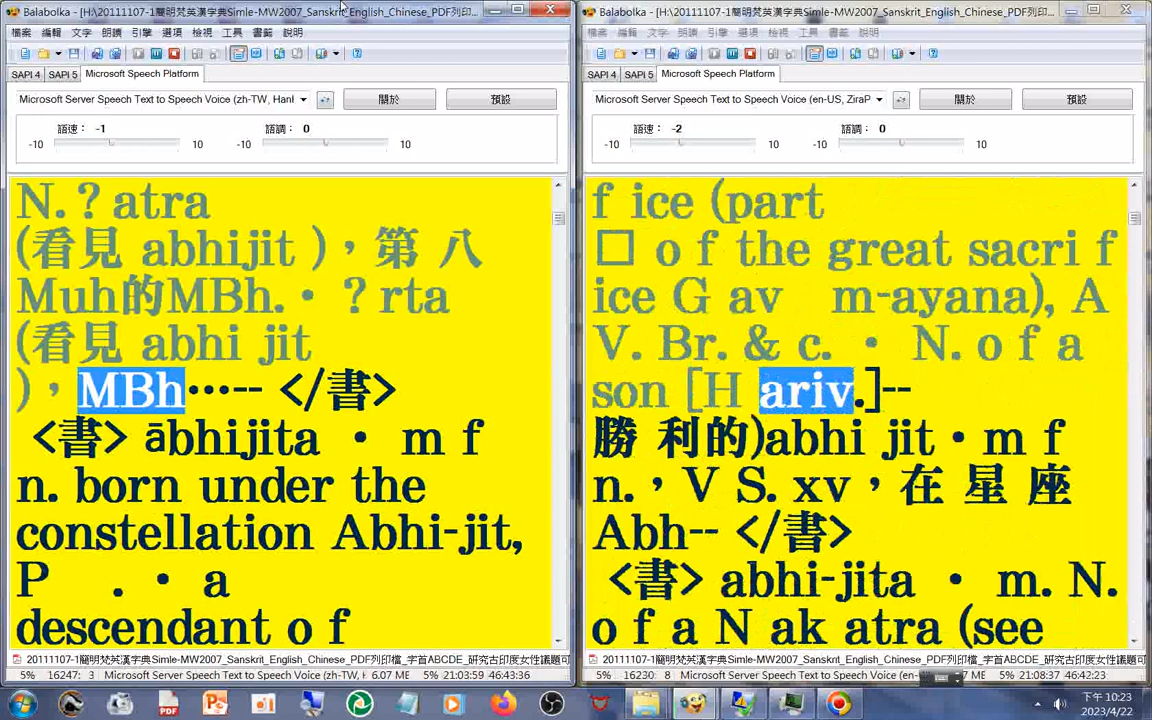 Balabolka - [H:\20111107-1簡明梵英漢字典Simle-MW2007_Sanskrit_English_Chinese_PDF列印...
檔案 編輯 文字 朗讀 引擎 選項 檢視 工具 書籤 說明
SAPI 4 SAPI 5 Microsoft Speech Platform
Microsoft Server Speech Text to Speech Voice (zh-TW, Hanl
關於 預設
語速： -1 語調： 0
-10 10 -10 10
N.？atra
(看見 abhijit )，第 八
Muh的MBh.•？rta
(看見 abhi jit
)，MBh…-- </書>
<書> ābhijita • m f
n. born under the
constellation Abhi-jit,
P . • a
descendant o f
20111107-1簡明梵英漢字典Simle-MW2007_Sanskrit_English_Chinese_PDF列印檔_字首ABCDE_研究古印度女性議題可
5% 16247: 3 Microsoft Server Speech Text to Speech Voice (zh-TW, H 6.07 ME 5% 21:03:59 46:43:36
Balabolka - [H:\20111107-1簡明梵英漢字典Simle-MW2007_Sanskrit_English_Chinese_PDF列印...
檔案 編輯 文字 朗讀 引擎 選項 檢視 工具 書籤 說明
SAPI 4 SAPI 5 Microsoft Speech Platform
Microsoft Server Speech Text to Speech Voice (en-US, ZiraP
關於 預設
語速： -2 語調： 0
-10 10 -10 10
f ice (part
□ o f the great sacri f
ice G av m-ayana), A
V. Br. & c. • N. o f a
son [H ariv.]--
勝 利的)abhi jit•m f
n.，V S. xv，在 星 座
Abh-- </書>
<書> abhi-jita • m. N.
o f a N ak atra (see
20111107-1簡明梵英漢字典Simle-MW2007_Sanskrit_English_Chinese_PDF列印檔_字首ABCDE_研究古印度女性議題可
5% 16230: 8 Microsoft Server Speech Text to Speech Voice (en-US 7 ME 5% 21:08:37 46:42:23
下午 10:23
2023/4/22